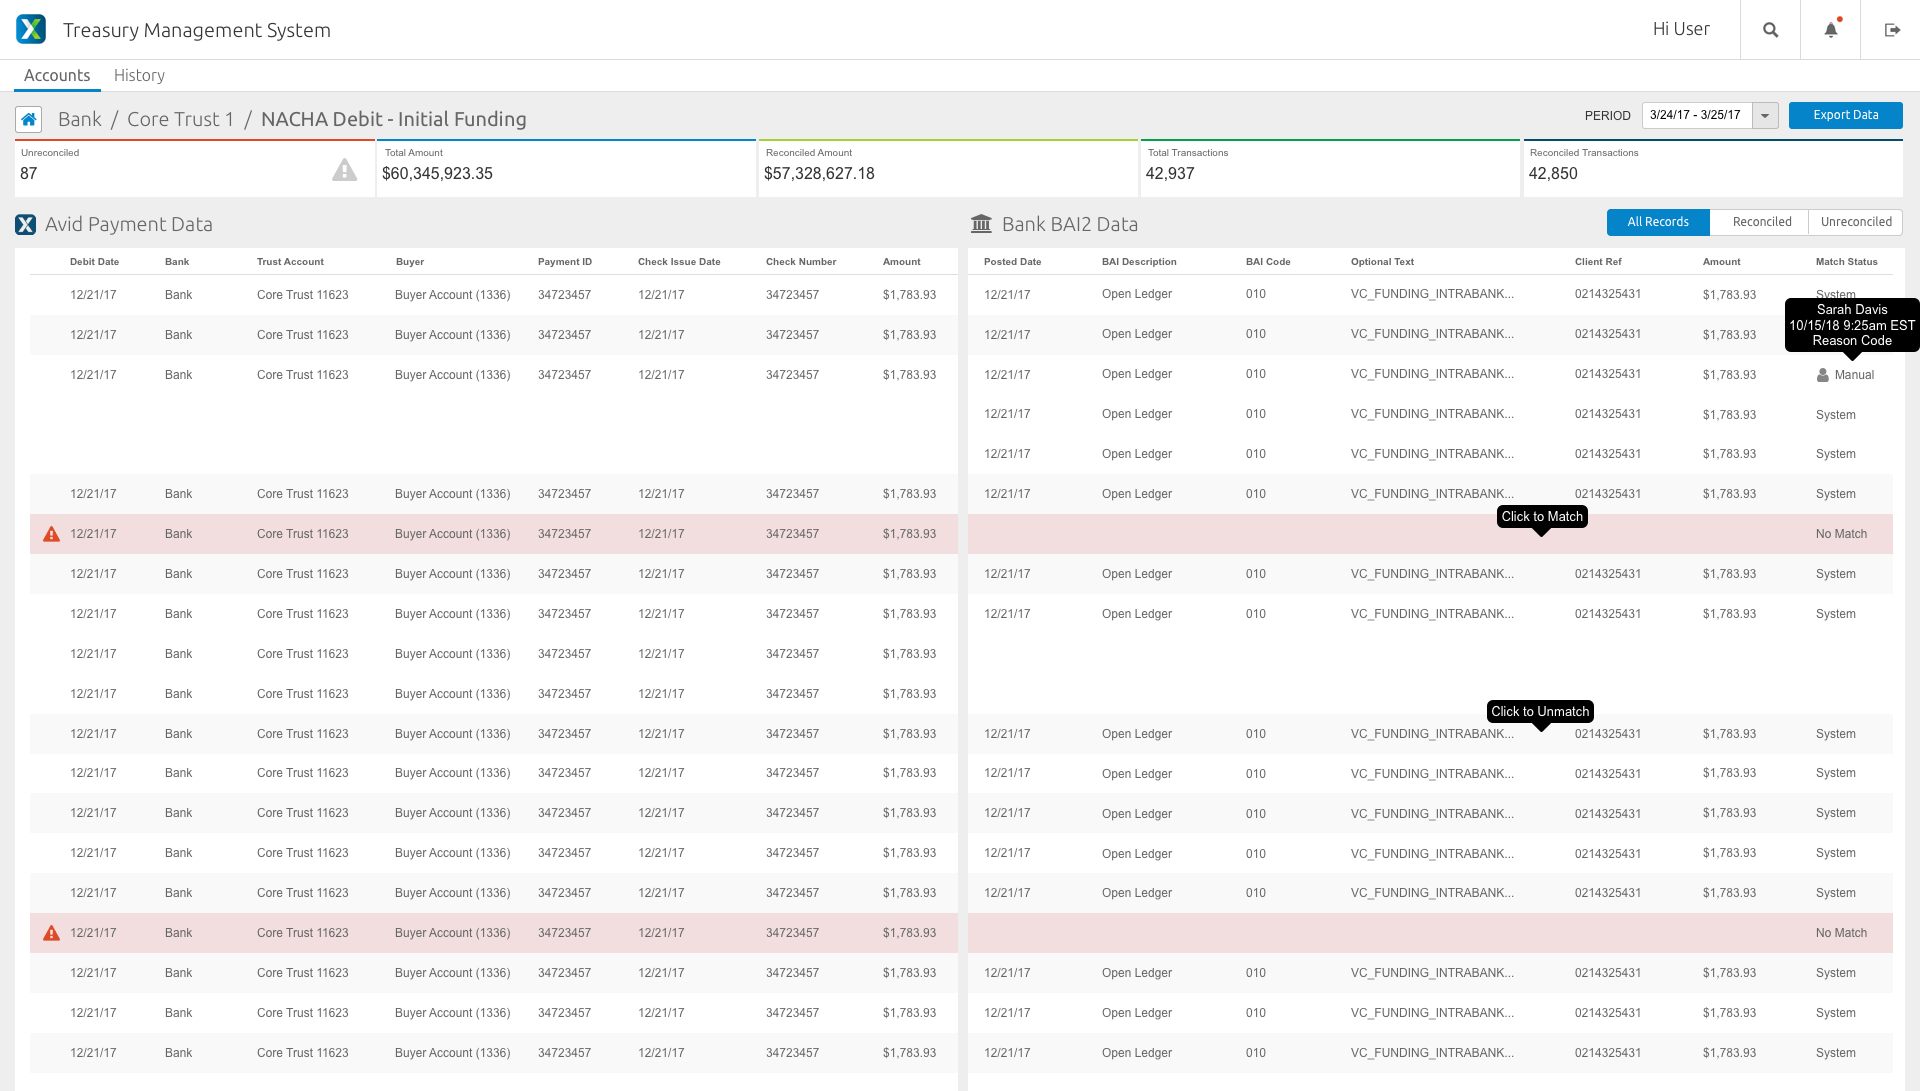 Treasury Management System
Hi User
Accounts History
Bank / Core Trust 1 / NACHA Debit - Initial Funding
PERIOD 3/24/17 - 3/25/17 Export Data
Unreconciled Total Amount Reconciled Amount Total Transactions Reconciled Transactions
87 $60,345,923.35 $57,328,627.18 42,937 42,850
Avid Payment Data Bank BAI2 Data All Records Reconciled Unreconciled
Debit Date Bank Trust Account Buyer Payment ID Check Issue Date Check Number Amount Posted Date BAI Description BAI Code Optional Text Client Ref Amount Match Status
12/21/17 Bank Core Trust 11623 Buyer Account (1336) 34723457 12/21/17 34723457 $1,783.93 12/21/17 Open Ledger 010 VC_FUNDING_INTRABANK... 0214325431 $1,783.93 System
Sarah Davis
10/15/18 9:25am EST
Reason Code
12/21/17 Bank Core Trust 11623 Buyer Account (1336) 34723457 12/21/17 34723457 $1,783.93 12/21/17 Open Ledger 010 VC_FUNDING_INTRABANK... 0214325431 $1,783.93
12/21/17 Bank Core Trust 11623 Buyer Account (1336) 34723457 12/21/17 34723457 $1,783.93 12/21/17 Open Ledger 010 VC_FUNDING_INTRABANK... 0214325431 $1,783.93 Manual
12/21/17 Open Ledger 010 VC_FUNDING_INTRABANK... 0214325431 $1,783.93 System
12/21/17 Open Ledger 010 VC_FUNDING_INTRABANK... 0214325431 $1,783.93 System
12/21/17 Bank Core Trust 11623 Buyer Account (1336) 34723457 12/21/17 34723457 $1,783.93 12/21/17 Open Ledger 010 VC_FUNDING_INTRABANK... 0214325431 $1,783.93 System
Click to Match
12/21/17 Bank Core Trust 11623 Buyer Account (1336) 34723457 12/21/17 34723457 $1,783.93 No Match
12/21/17 Bank Core Trust 11623 Buyer Account (1336) 34723457 12/21/17 34723457 $1,783.93 12/21/17 Open Ledger 010 VC_FUNDING_INTRABANK... 0214325431 $1,783.93 System
12/21/17 Bank Core Trust 11623 Buyer Account (1336) 34723457 12/21/17 34723457 $1,783.93 12/21/17 Open Ledger 010 VC_FUNDING_INTRABANK... 0214325431 $1,783.93 System
12/21/17 Bank Core Trust 11623 Buyer Account (1336) 34723457 12/21/17 34723457 $1,783.93
12/21/17 Bank Core Trust 11623 Buyer Account (1336) 34723457 12/21/17 34723457 $1,783.93
Click to Unmatch
12/21/17 Bank Core Trust 11623 Buyer Account (1336) 34723457 12/21/17 34723457 $1,783.93 12/21/17 Open Ledger 010 VC_FUNDING_INTRABANK... 0214325431 $1,783.93 System
12/21/17 Bank Core Trust 11623 Buyer Account (1336) 34723457 12/21/17 34723457 $1,783.93 12/21/17 Open Ledger 010 VC_FUNDING_INTRABANK... 0214325431 $1,783.93 System
12/21/17 Bank Core Trust 11623 Buyer Account (1336) 34723457 12/21/17 34723457 $1,783.93 12/21/17 Open Ledger 010 VC_FUNDING_INTRABANK... 0214325431 $1,783.93 System
12/21/17 Bank Core Trust 11623 Buyer Account (1336) 34723457 12/21/17 34723457 $1,783.93 12/21/17 Open Ledger 010 VC_FUNDING_INTRABANK... 0214325431 $1,783.93 System
12/21/17 Bank Core Trust 11623 Buyer Account (1336) 34723457 12/21/17 34723457 $1,783.93 12/21/17 Open Ledger 010 VC_FUNDING_INTRABANK... 0214325431 $1,783.93 System
12/21/17 Bank Core Trust 11623 Buyer Account (1336) 34723457 12/21/17 34723457 $1,783.93 No Match
12/21/17 Bank Core Trust 11623 Buyer Account (1336) 34723457 12/21/17 34723457 $1,783.93 12/21/17 Open Ledger 010 VC_FUNDING_INTRABANK... 0214325431 $1,783.93 System
12/21/17 Bank Core Trust 11623 Buyer Account (1336) 34723457 12/21/17 34723457 $1,783.93 12/21/17 Open Ledger 010 VC_FUNDING_INTRABANK... 0214325431 $1,783.93 System
12/21/17 Bank Core Trust 11623 Buyer Account (1336) 34723457 12/21/17 34723457 $1,783.93 12/21/17 Open Ledger 010 VC_FUNDING_INTRABANK... 0214325431 $1,783.93 System